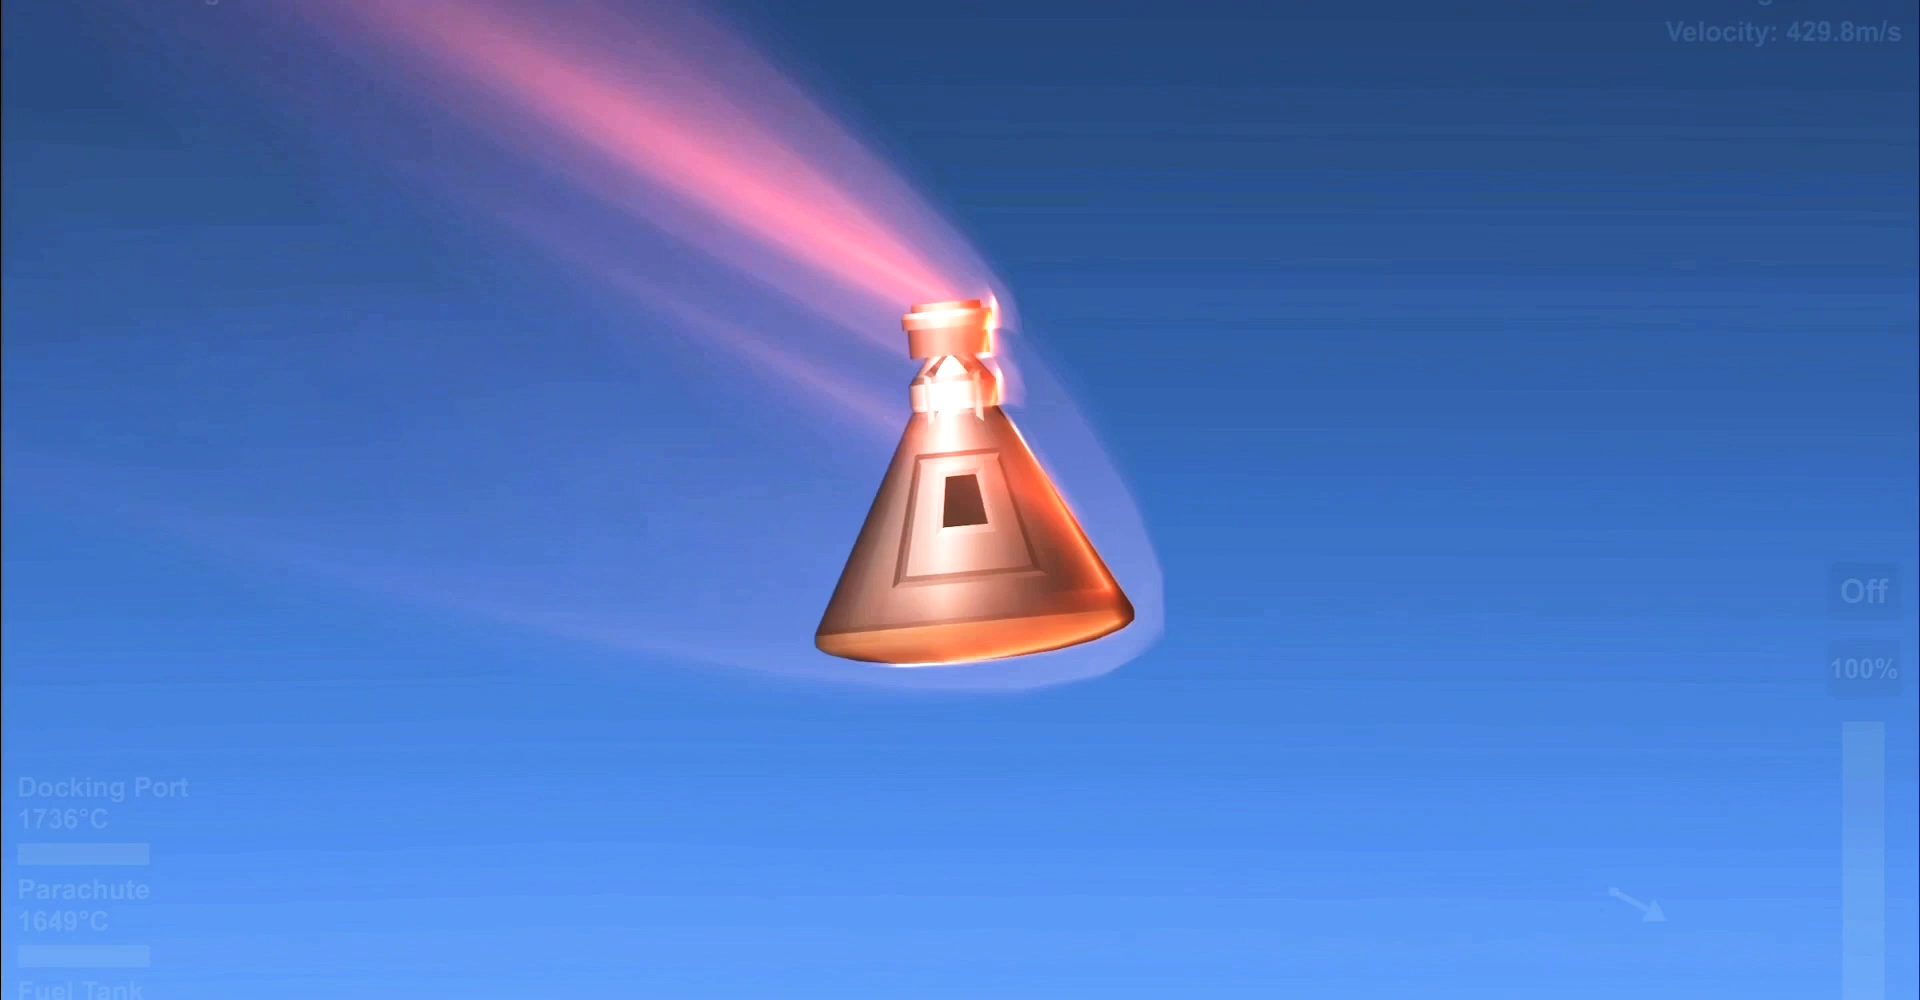 Velocity: 429.8m/s
Off
100%
Docking Port
1736°C
Parachute
1649°C
Fuel Tank